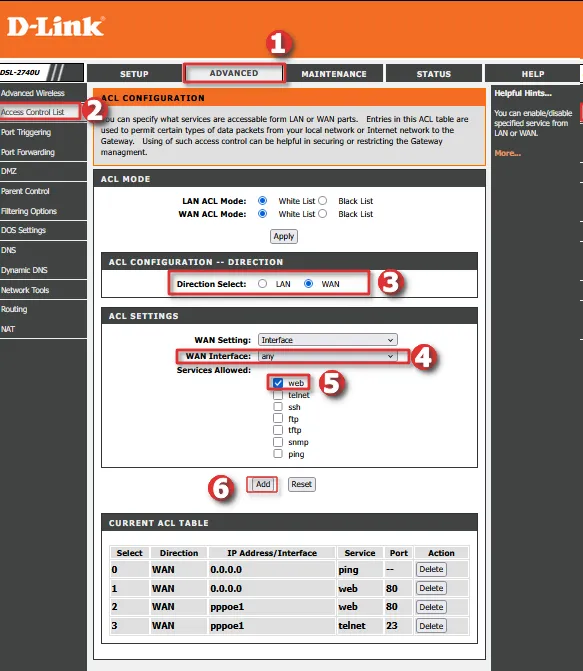 D-Link
1
DSL-2740U
SETUP
ADVANCED
MAINTENANCE
STATUS
HELP
Advanced Wireless
Access Control List
2
Port Triggering
Port Forwarding
DMZ
Parent Control
Filtering Options
DOS Settings
DNS
Dynamic DNS
Network Tools
Routing
NAT
ACL CONFIGURATION
You can specify what services are accessable form LAN or WAN parts. Entries in this ACL table are
used to permit certain types of data packets from your local network or Internet network to the
Gateway. Using of such access control can be helpful in securing or restricting the Gateway
managment.
ACL MODE
LAN ACL Mode: White List Black List
WAN ACL Mode: White List Black List
Apply
ACL CONFIGURATION -- DIRECTION
Direction Select: LAN WAN
3
ACL SETTINGS
WAN Setting: Interface
WAN Interface: any
4
Services Allowed:
web
5
telnet
ssh
ftp
tftp
snmp
ping
6
Add Reset
CURRENT ACL TABLE
Select Direction IP Address/Interface Service Port Action
0 WAN 0.0.0.0 ping -- Delete
1 WAN 0.0.0.0 web 80 Delete
2 WAN pppoe1 web 80 Delete
3 WAN pppoe1 telnet 23 Delete
Helpful Hints...
You can enable/disable
specified service from
LAN or WAN.
More...